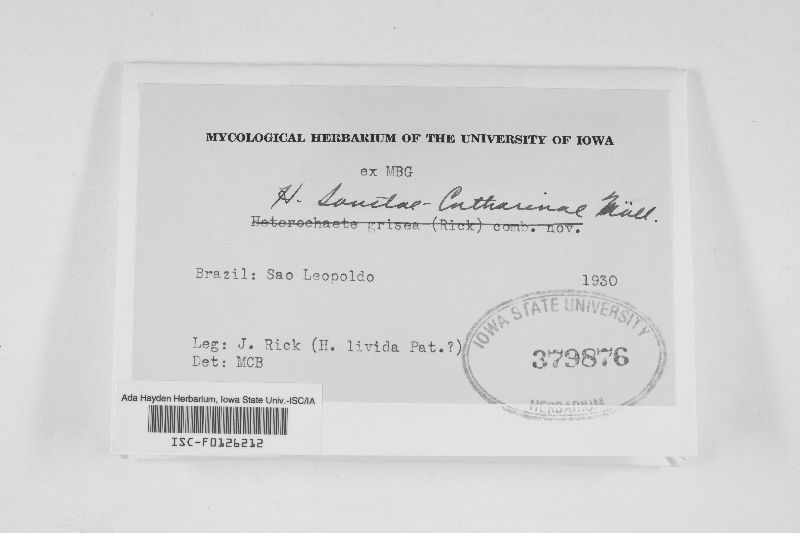 MYCOLOGICAL HERBARIUM OF THE UNIVERSITY OF IOWA
ex MBG
H. Sanctae-Catharinae Möll.
Heterochaete grisea (Rick) comb. nov.
Brazil: Sao Leopoldo 1930
Leg: J. Rick (H. livida Pat.?)
Det: MCB
IOWA STATE UNIVERSITY
379876
HERBARIUM
Ada Hayden Herbarium, Iowa State Univ.-ISC/IA
ISC-F0126212